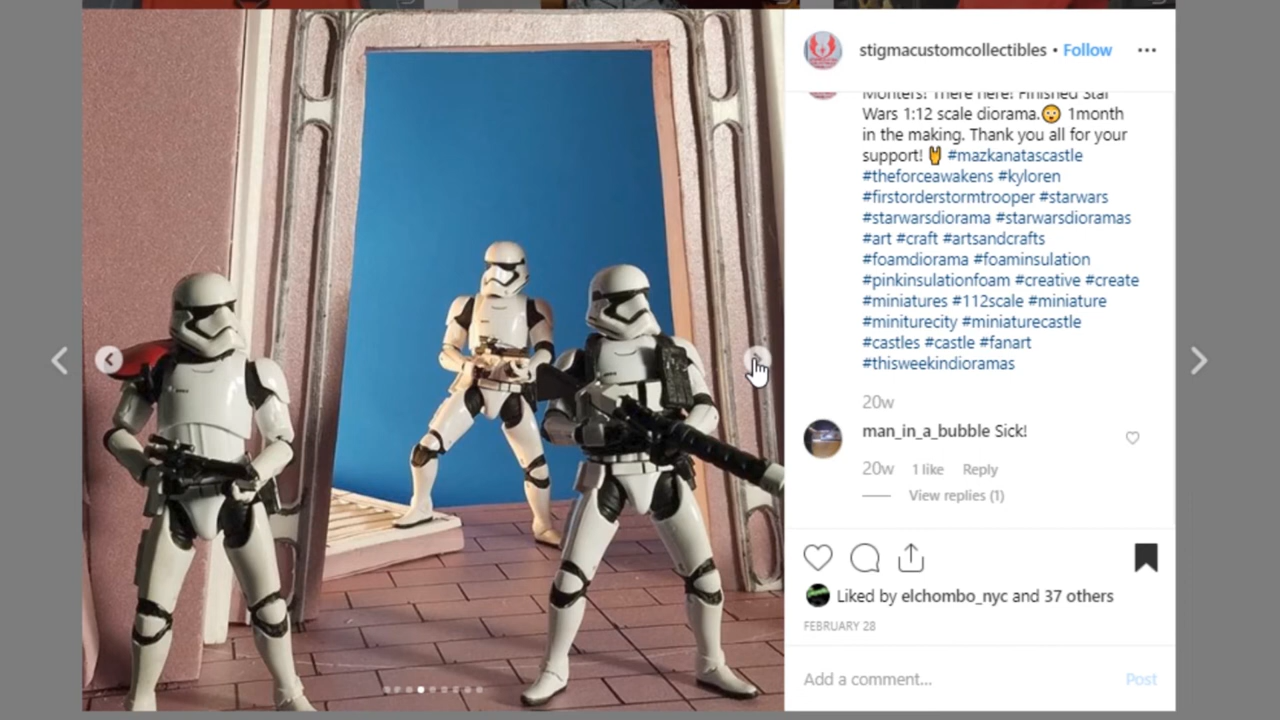 stigmacustomcollectibles • Follow
Monters! There here! Finished Star
Wars 1:12 scale diorama.😳 1month
in the making. Thank you all for your
support! 🤘 #mazkanatascastle
#theforceawakens #kyloren
#firstorderstormtrooper #starwars
#starwarsdiorama #starwarsdioramas
#art #craft #artsandcrafts
#foamdiorama #foaminsulation
#pinkinsulationfoam #creative #create
#miniatures #112scale #miniature
#miniturecity #miniaturecastle
#castles #castle #fanart
#thisweekindioramas
20w
man_in_a_bubble Sick!
20w 1 like Reply
View replies (1)
Liked by elchombo_nyc and 37 others
FEBRUARY 28
Add a comment... Post